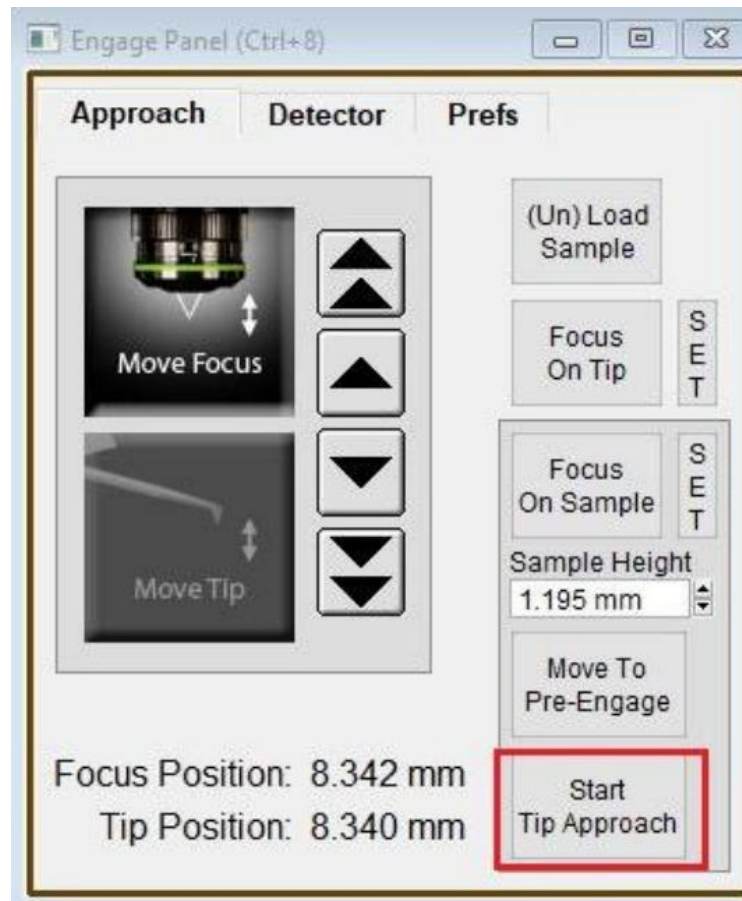 Engage Panel (Ctrl+8)
Approach
Detector
Prefs
Move Focus
Move Tip
(Un) Load
Sample
Focus
On Tip
S
E
T
Focus
On Sample
S
E
T
Sample Height
1.195 mm
Move To
Pre-Engage
Start
Tip Approach
Focus Position: 8.342 mm
Tip Position: 8.340 mm